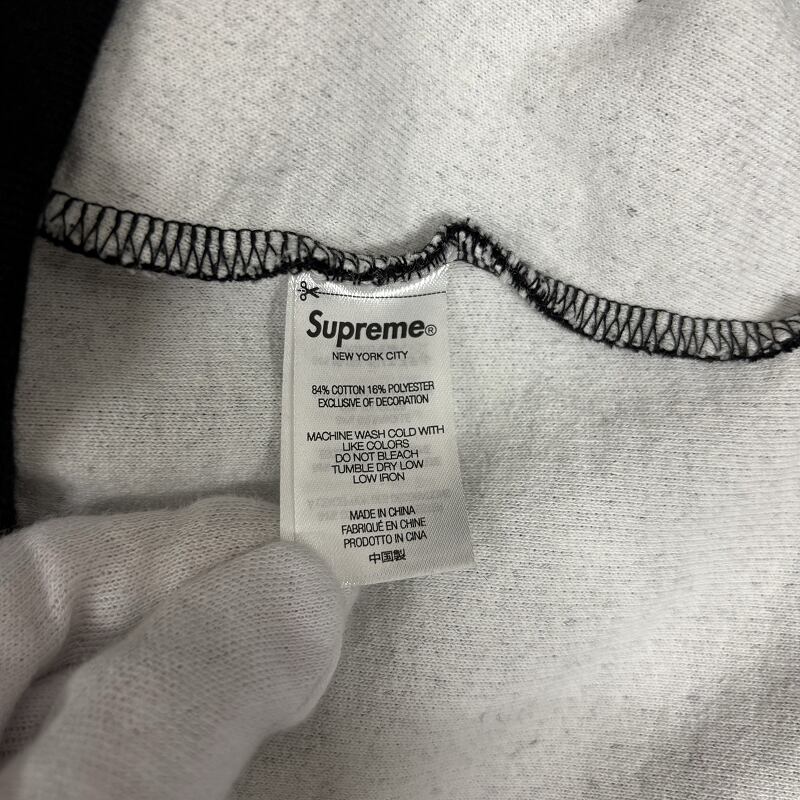 Supreme®
NEW YORK CITY
84% COTTON 16% POLYESTER
EXCLUSIVE OF DECORATION
MACHINE WASH COLD WITH
LIKE COLORS
DO NOT BLEACH
TUMBLE DRY LOW
LOW IRON
MADE IN CHINA
FABRIQUÉ EN CHINE
PRODOTTO IN CINA
中国製